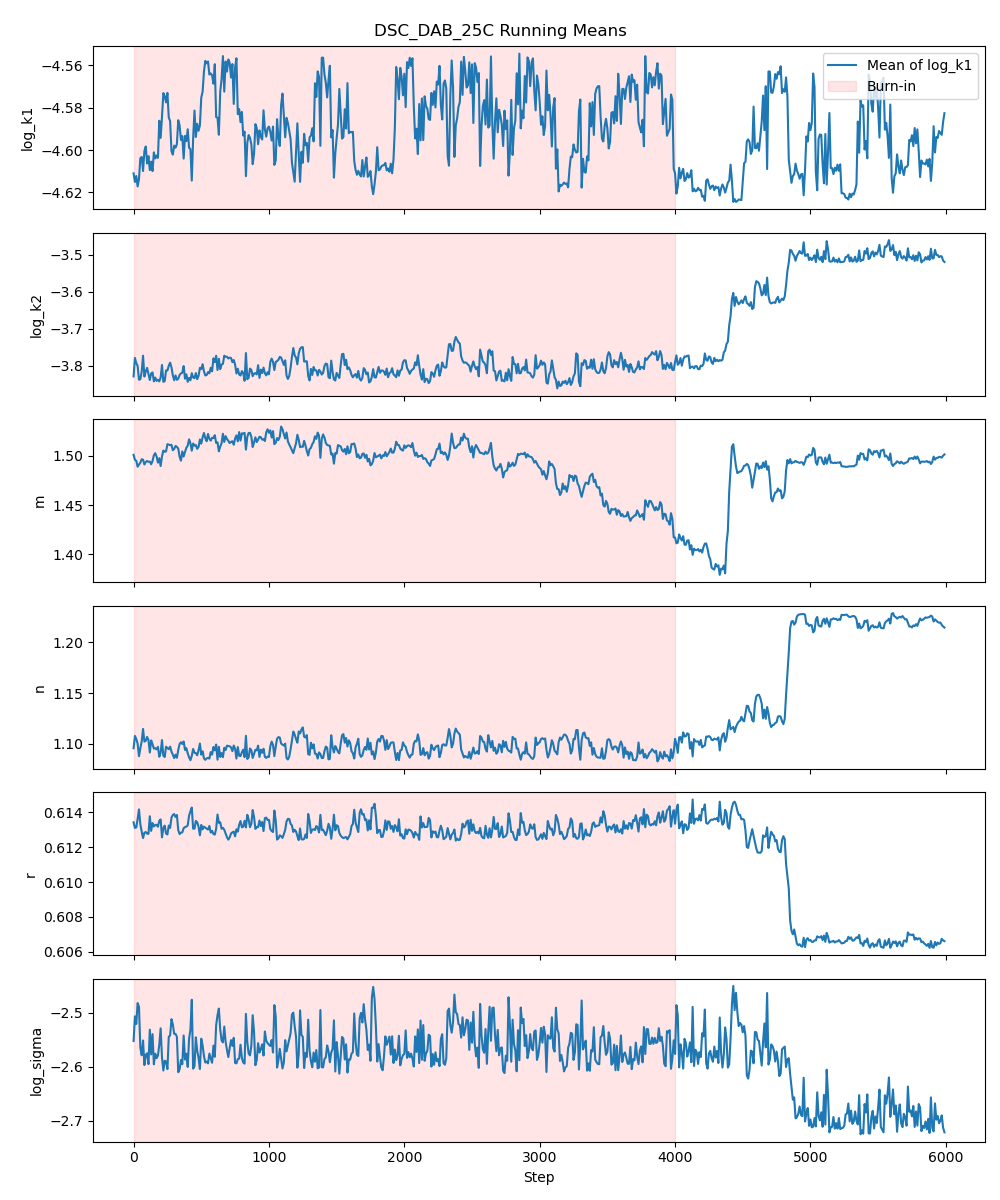 DSC_DAB_25C Running Means
−4.56
−4.58
−4.60
−4.62
log_k1
Mean of log_k1
Burn-in
−3.5
−3.6
−3.7
−3.8
log_k2
1.50
1.45
1.40
m
1.20
1.15
1.10
n
0.614
0.612
0.610
0.608
0.606
r
−2.5
−2.6
−2.7
log_sigma
0
1000
2000
3000
4000
5000
6000
Step